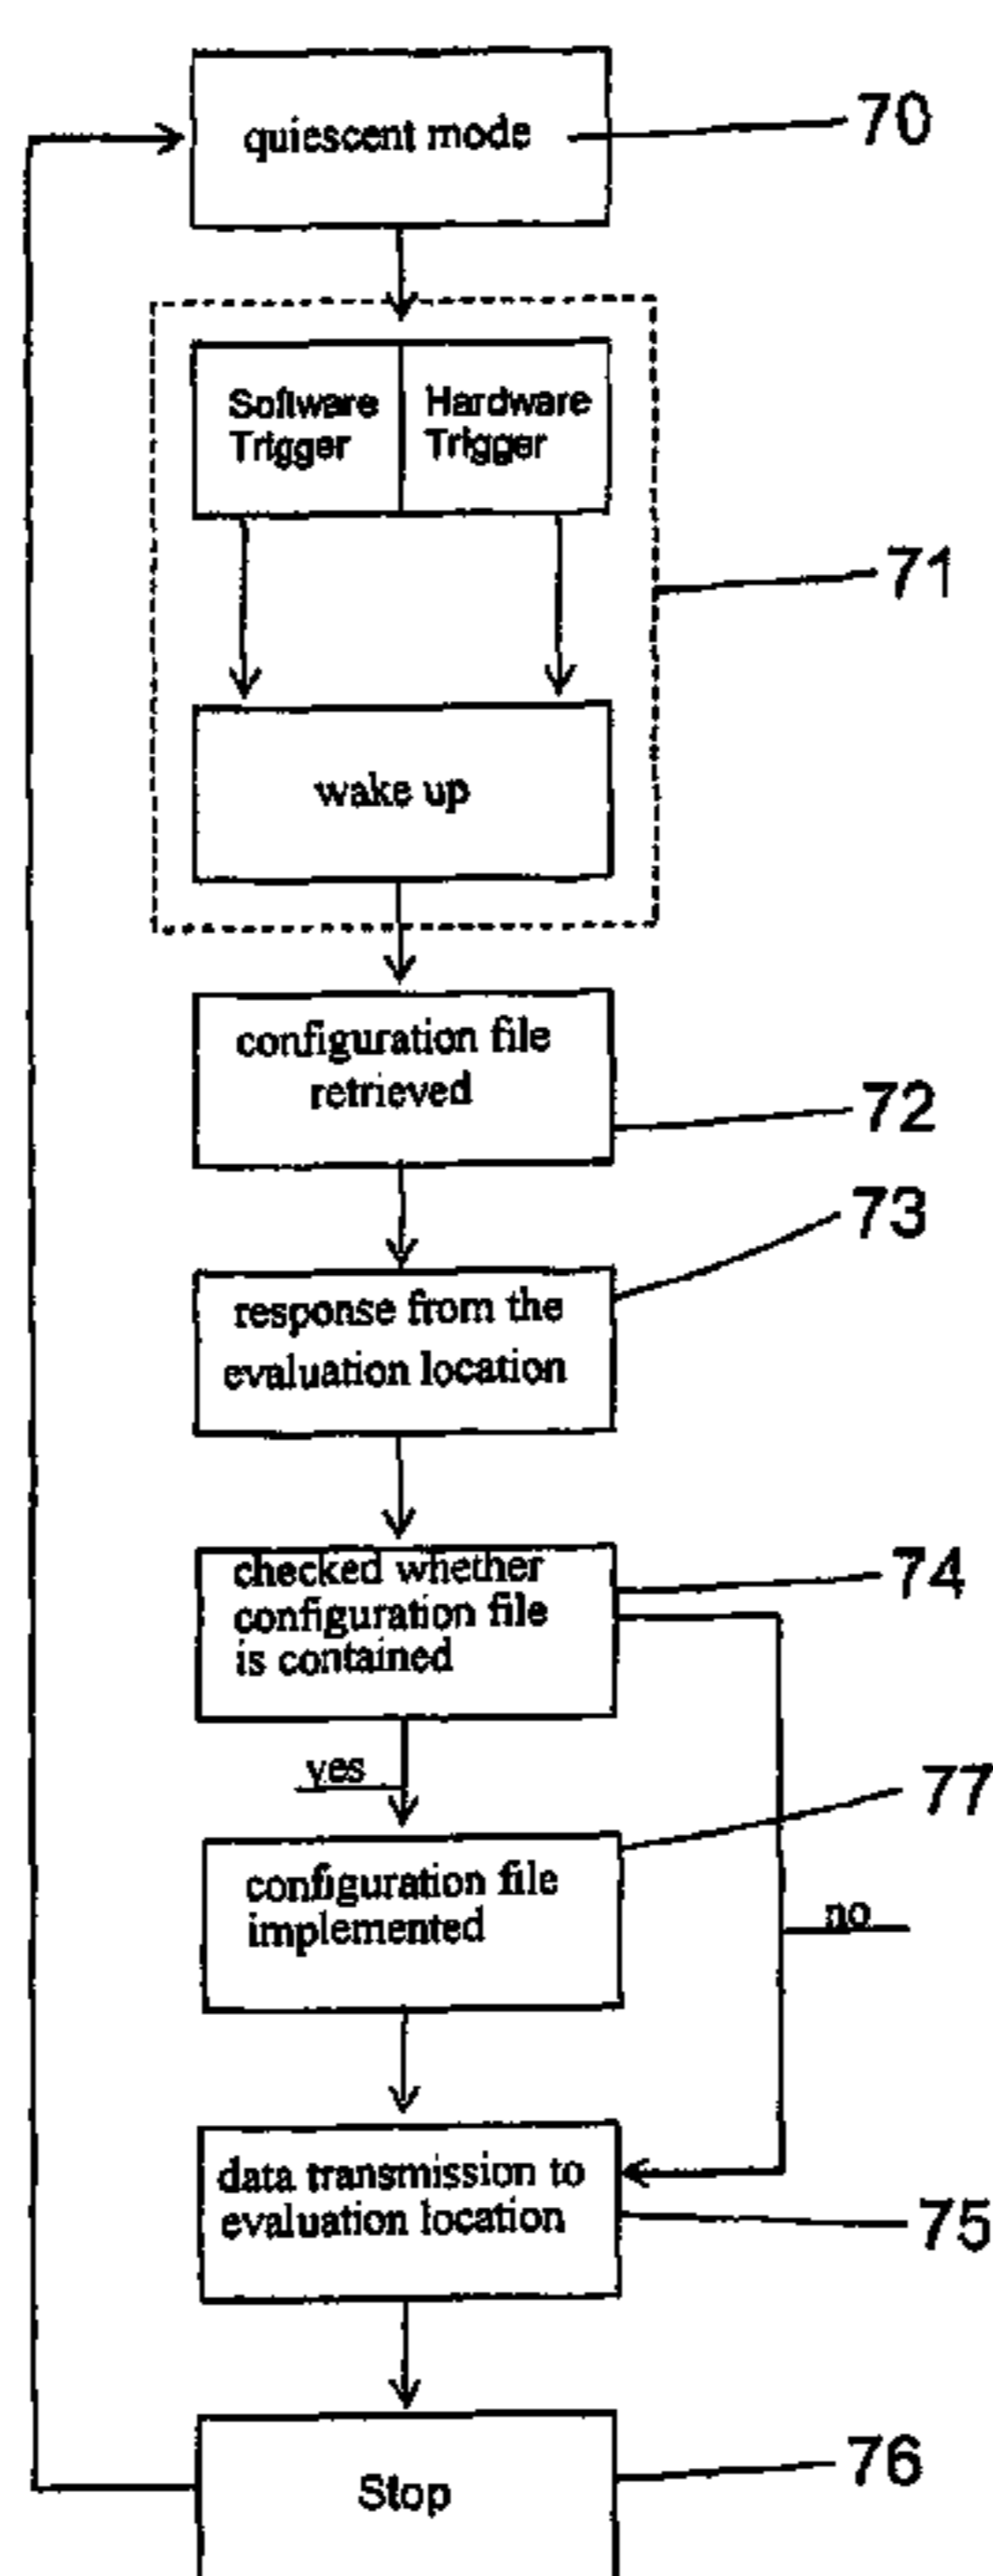 quiescent mode
70
Software
Trigger
Hardware
Trigger
71
wake up
configuration file
retrieved
72
73
response from the
evaluation location
checked whether
configuration file
is contained
74
yes
77
configuration file
implemented
no
data transmission to
evaluation location
75
Stop
76